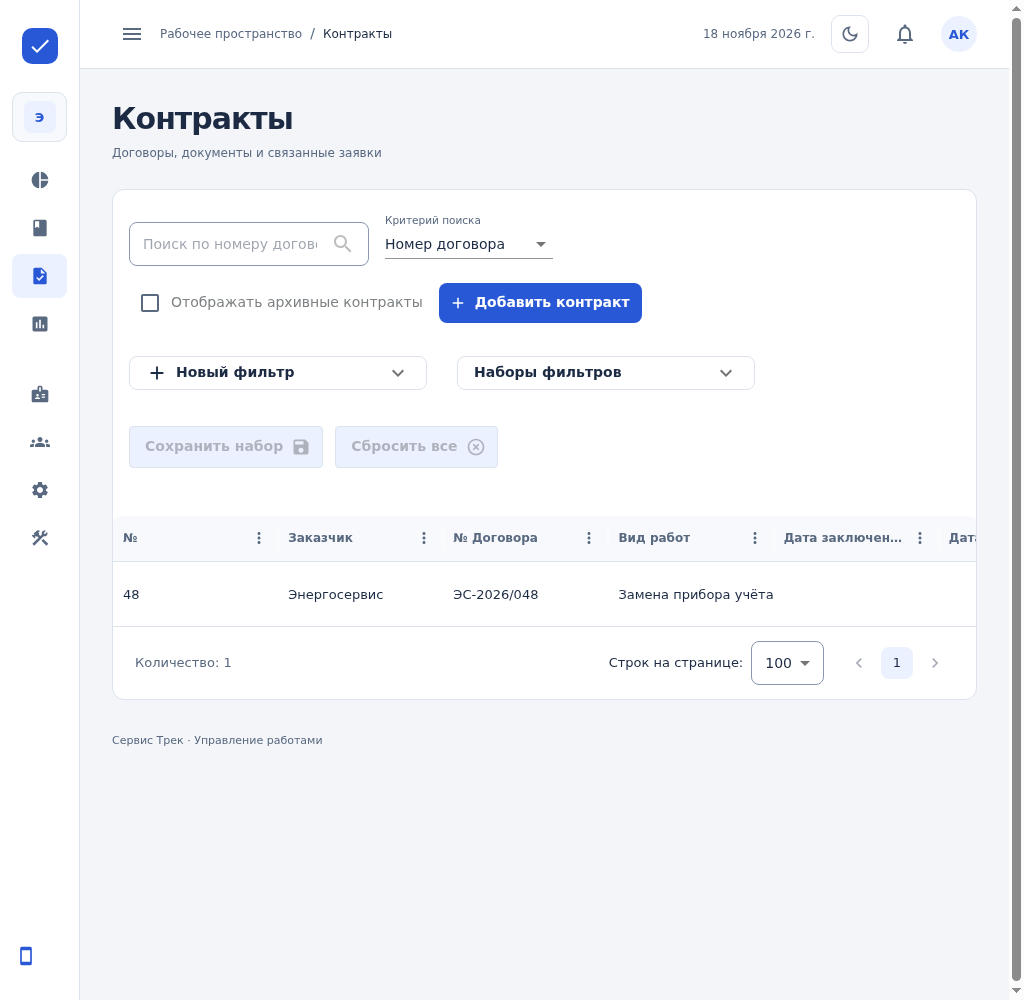 Рабочее пространство / Контракты
18 ноября 2026 г.
АК
Э
Контракты
Договоры, документы и связанные заявки
Критерий поиска
Поиск по номеру догов
Номер договора
Отображать архивные контракты
Добавить контракт
Новый фильтр
Наборы фильтров
Сохранить набор
Сбросить все
№ Заказчик № Договора Вид работ Дата заключен... Дата
48 Энергосервис ЭС-2026/048 Замена прибора учёта
Количество: 1
Строк на странице: 100 1
Сервис Трек · Управление работами